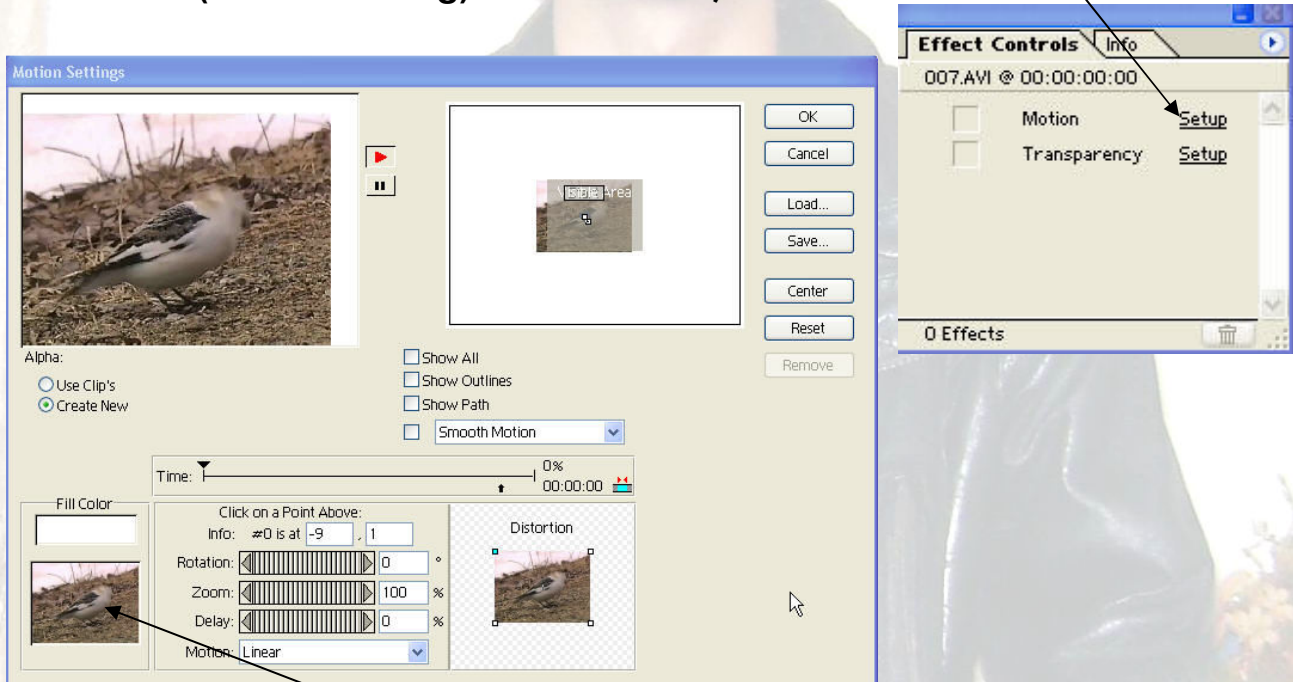 Effect Controls Info
007.AVI @ 00:00:00:00
Motion Setup
Transparency Setup
0 Effects
Motion Settings
OK
Cancel
Visible Area
Load...
Save...
Center
Reset
Remove
Alpha:
Use Clip's
Create New
Show All
Show Outlines
Show Path
Smooth Motion
Time: 0%
00:00:00
Fill Color
Click on a Point Above:
Info: #0 is at -9 , 1
Rotation: 0 °
Zoom: 100 %
Delay: 0 %
Motion: Linear
Distortion